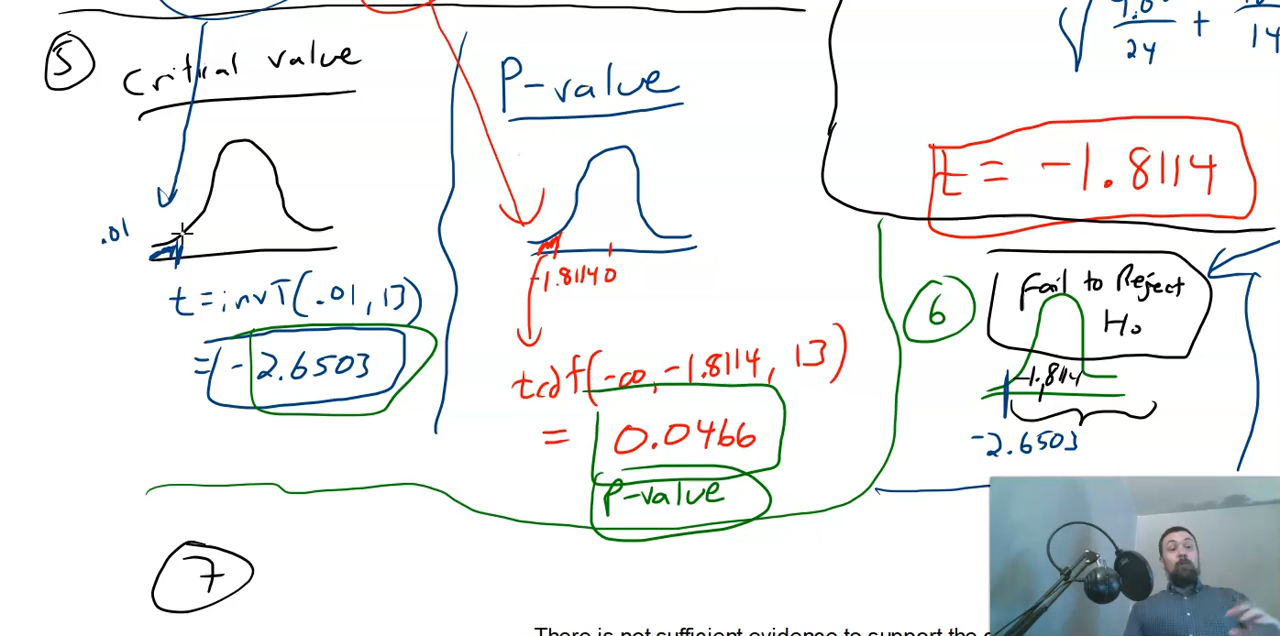 5 Critical value
.01
t=invT(.01, 13)
= -2.6503
P-value
-1.8114 0
tcdf(-∞, -1.8114, 13)
= 0.0466
P-value
24 + 14
t = -1.8114
6 Fail to Reject
Ho
-1.8114
-2.6503
7
There is not sufficient evidence to support the